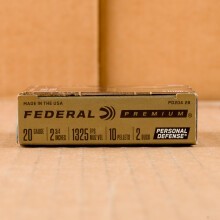 MADE IN THE USA
FEDERAL PREMIUM
20 GAUGE 2 3/4 INCHES 1325 FPS 10 PELLETS 2 BUCK
PERSONAL DEFENSE